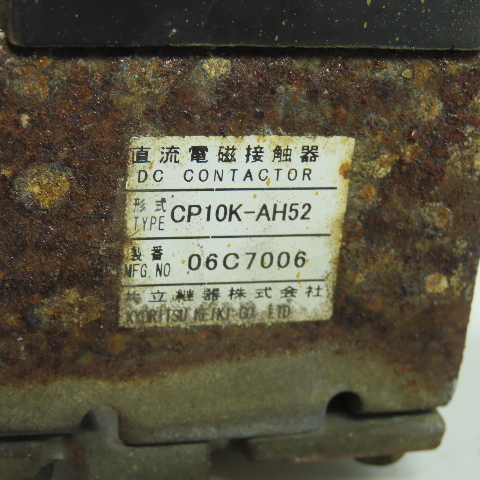 直流電磁接触器
DC CONTACTOR
形式
TYPE CP10K-AH52
製番
MFG.NO 06C7006
共立継器株式会社
KYORITSU KEIKI CO LTD